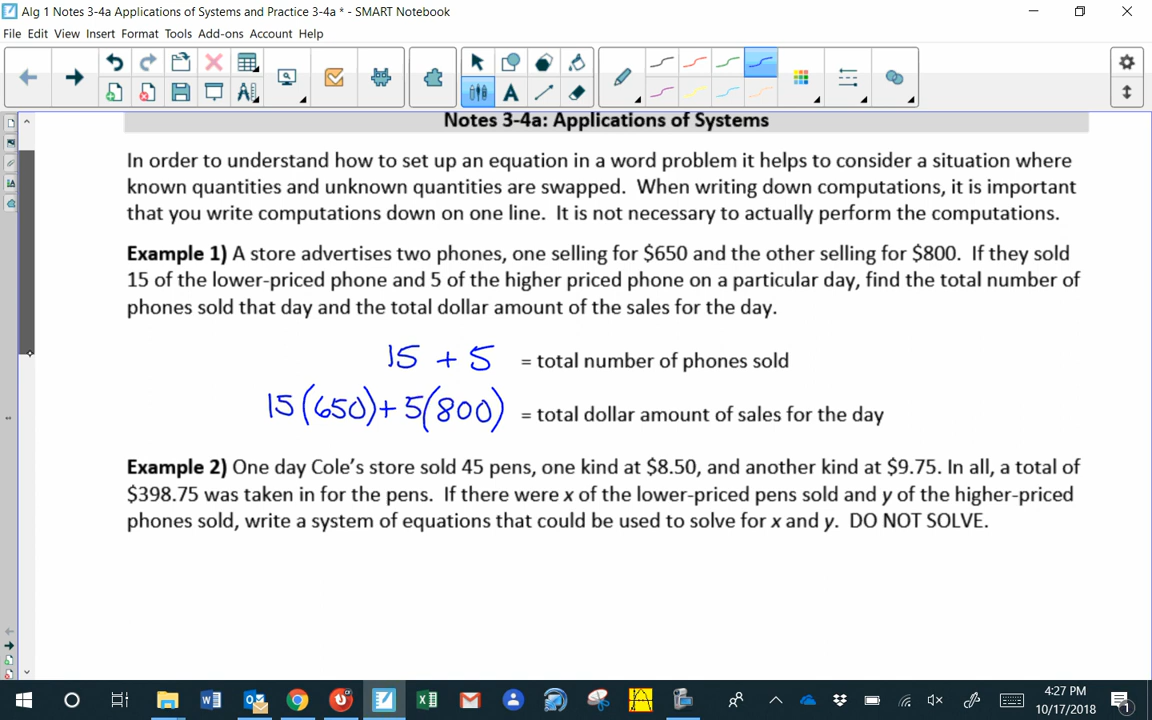 Alg 1 Notes 3-4a Applications of Systems and Practice 3-4a * - SMART Notebook
File Edit View Insert Format Tools Add-ons Account Help
Notes 3-4a: Applications of Systems
In order to understand how to set up an equation in a word problem it helps to consider a situation where
known quantities and unknown quantities are swapped. When writing down computations, it is important
that you write computations down on one line. It is not necessary to actually perform the computations.
Example 1) A store advertises two phones, one selling for $650 and the other selling for $800. If they sold
15 of the lower-priced phone and 5 of the higher priced phone on a particular day, find the total number of
phones sold that day and the total dollar amount of the sales for the day.
15 + 5 = total number of phones sold
15(650) + 5(800) = total dollar amount of sales for the day
Example 2) One day Cole's store sold 45 pens, one kind at $8.50, and another kind at $9.75. In all, a total of
$398.75 was taken in for the pens. If there were x of the lower-priced pens sold and y of the higher-priced
phones sold, write a system of equations that could be used to solve for x and y. DO NOT SOLVE.
4:27 PM
10/17/2018
1